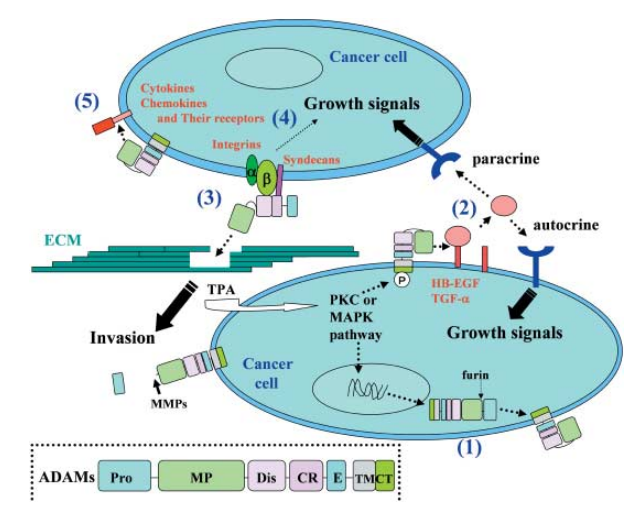 Cancer cell
Cytokines
Chemokines
and Their receptors
(5)
(4)
Growth signals
Integrins
Syndecans
α
β
paracrine
(3)
(2)
autocrine
ECM
P
HB-EGF
TGF-α
TPA
PKC or
MAPK
pathway
Growth signals
Invasion
Cancer
cell
furin
MMPs
(1)
ADAMs Pro MP Dis CR E TM CT